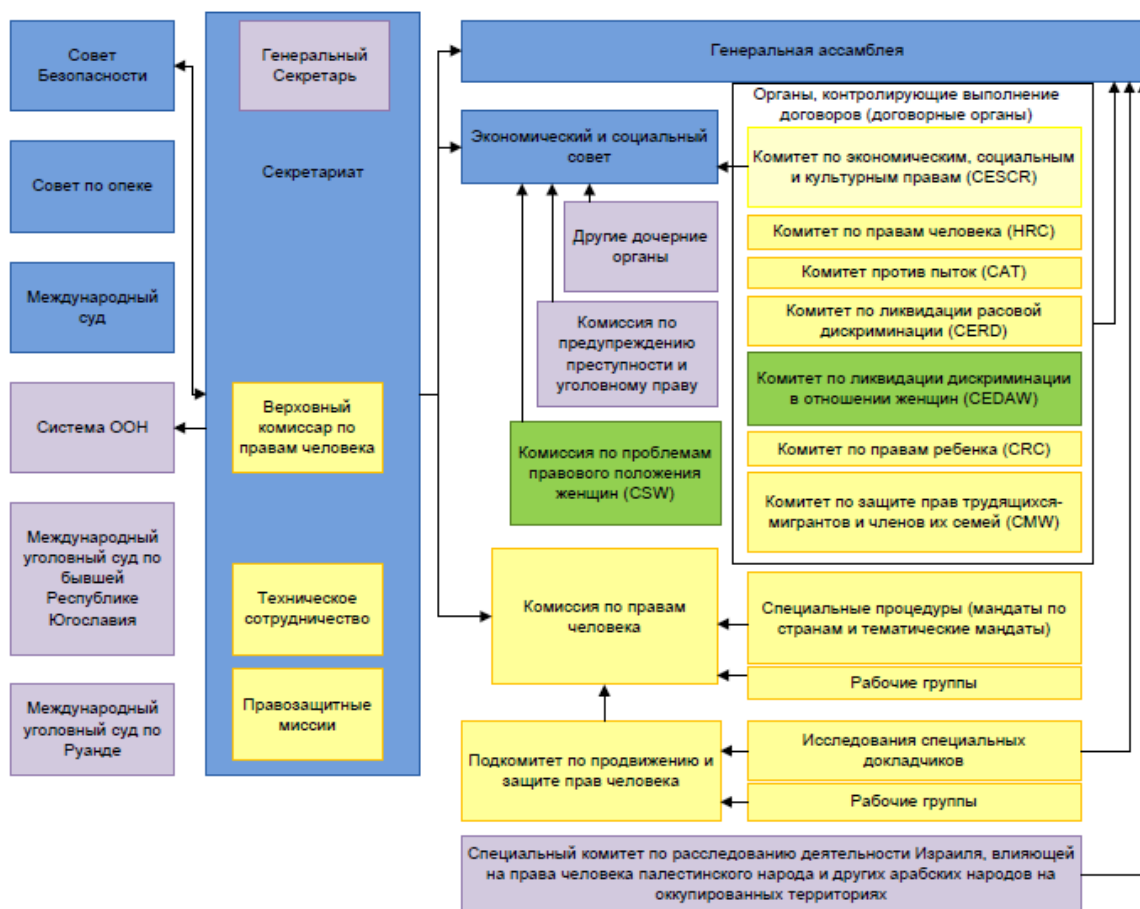 Совет
Безопасности
Совет по опеке
Международный
суд
Система ООН
Международный
уголовный суд по
бывшей
Республике
Югославия
Международный
уголовный суд по
Руанде
Генеральный
Секретарь
Секретариат
Верховный
комиссар по
правам человека
Техническое
сотрудничество
Правозащитные
миссии
Генеральная ассамблея
Экономический и социальный
совет
Другие дочерние
органы
Комиссия по
предупреждению
преступности и
уголовному праву
Комиссия по проблемам
правового положения
женщин (CSW)
Органы, контролирующие выполнение
договоров (договорные органы)
Комитет по экономическим, социальным
и культурным правам (CESCR)
Комитет по правам человека (HRC)
Комитет против пыток (CAT)
Комитет по ликвидации расовой
дискриминации (CERD)
Комитет по ликвидации дискриминации
в отношении женщин (CEDAW)
Комитет по правам ребенка (CRC)
Комитет по защите прав трудящихся-
мигрантов и членов их семей (CMW)
Комиссия по правам
человека
Специальные процедуры (мандаты по
странам и тематические мандаты)
Рабочие группы
Подкомитет по продвижению и
защите прав человека
Исследования специальных
докладчиков
Рабочие группы
Специальный комитет по расследованию деятельности Израиля, влияющей
на права человека палестинского народа и других арабских народов на
оккупированных территориях